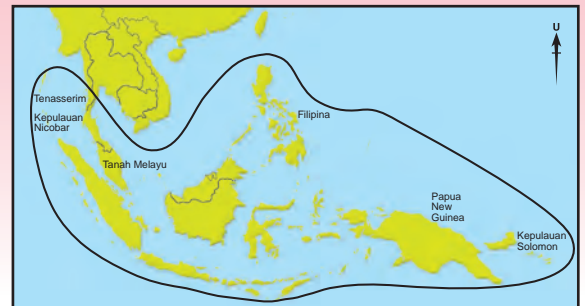 U
Tenasserim
Kepulauan
Nicobar
Tanah Melayu
Filipina
Papua
New
Guinea
Kepulauan
Solomon